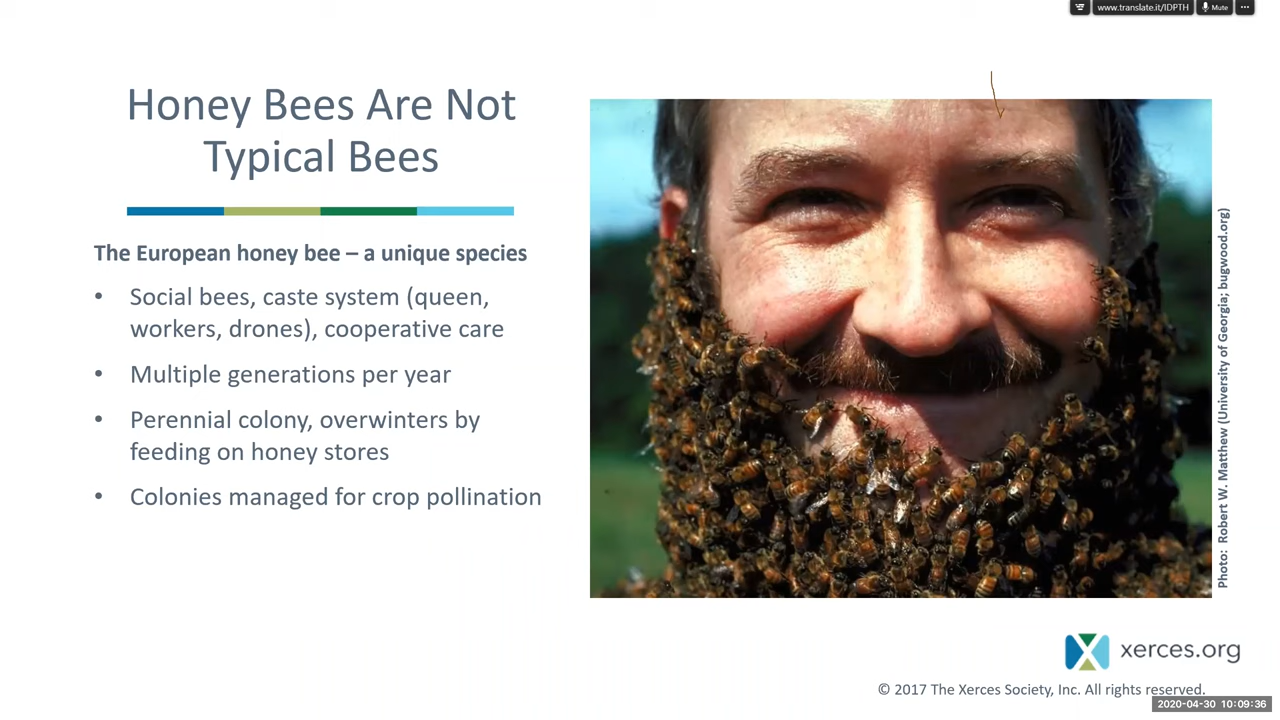 www.translate.it/IDPTH
Mute
Honey Bees Are Not
Typical Bees
The European honey bee – a unique species
• Social bees, caste system (queen,
workers, drones), cooperative care
• Multiple generations per year
• Perennial colony, overwinters by
feeding on honey stores
• Colonies managed for crop pollination
Photo: Robert W. Matthew (University of Georgia; bugwood.org)
xerces.org
© 2017 The Xerces Society, Inc. All rights reserved.
2020-04-30 10:09:36